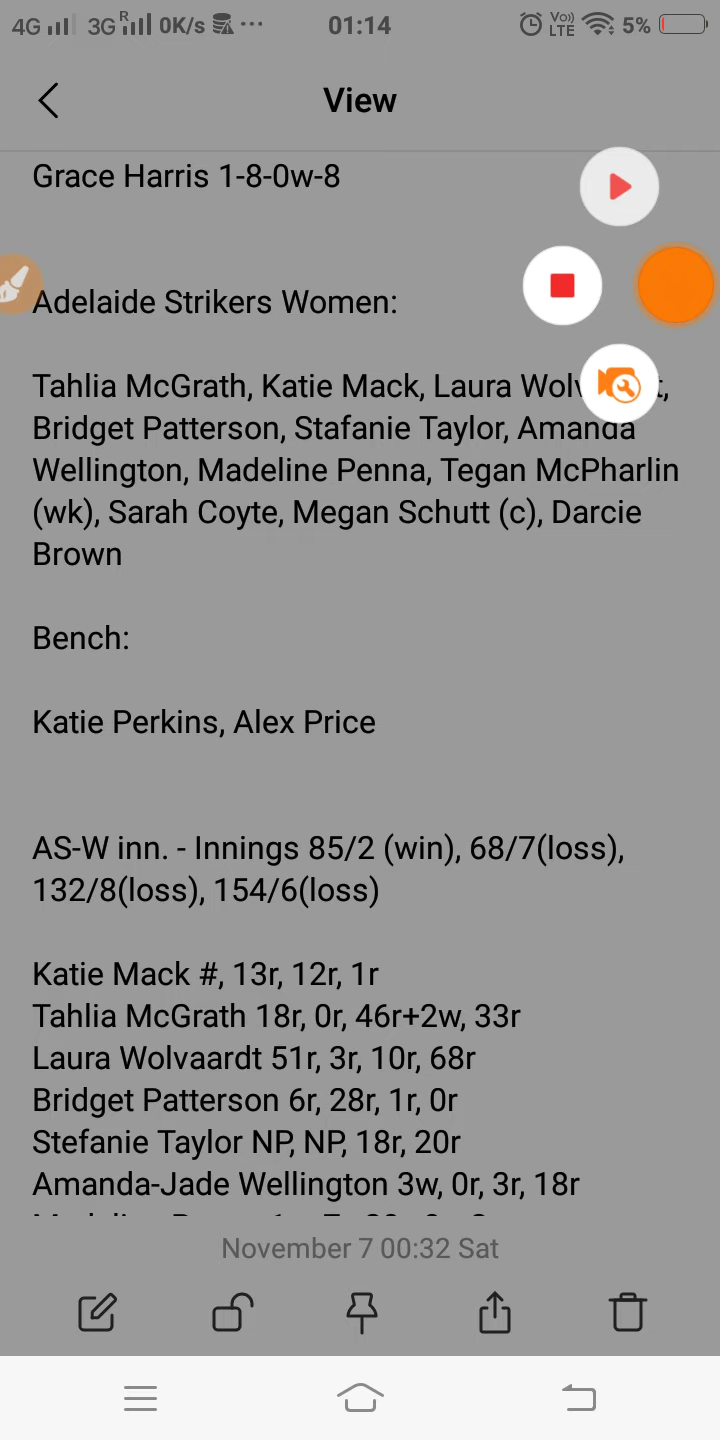 4G 3G R 0K/s ... 01:14 Vo)) LTE 5%
View
Grace Harris 1-8-0w-8
Adelaide Strikers Women:
Tahlia McGrath, Katie Mack, Laura
Bridget Patterson, Stafanie Taylor, Amanda
Wellington, Madeline Penna, Tegan McPharlin
(wk), Sarah Coyte, Megan Schutt (c), Darcie
Brown
Bench:
Katie Perkins, Alex Price
AS-W inn. - Innings 85/2 (win), 68/7(loss),
132/8(loss), 154/6(loss)
Katie Mack #, 13r, 12r, 1r
Tahlia McGrath 18r, 0r, 46r+2w, 33r
Laura Wolvaardt 51r, 3r, 10r, 68r
Bridget Patterson 6r, 28r, 1r, 0r
Stefanie Taylor NP, NP, 18r, 20r
Amanda-Jade Wellington 3w, 0r, 3r, 18r
November 7 00:32 Sat